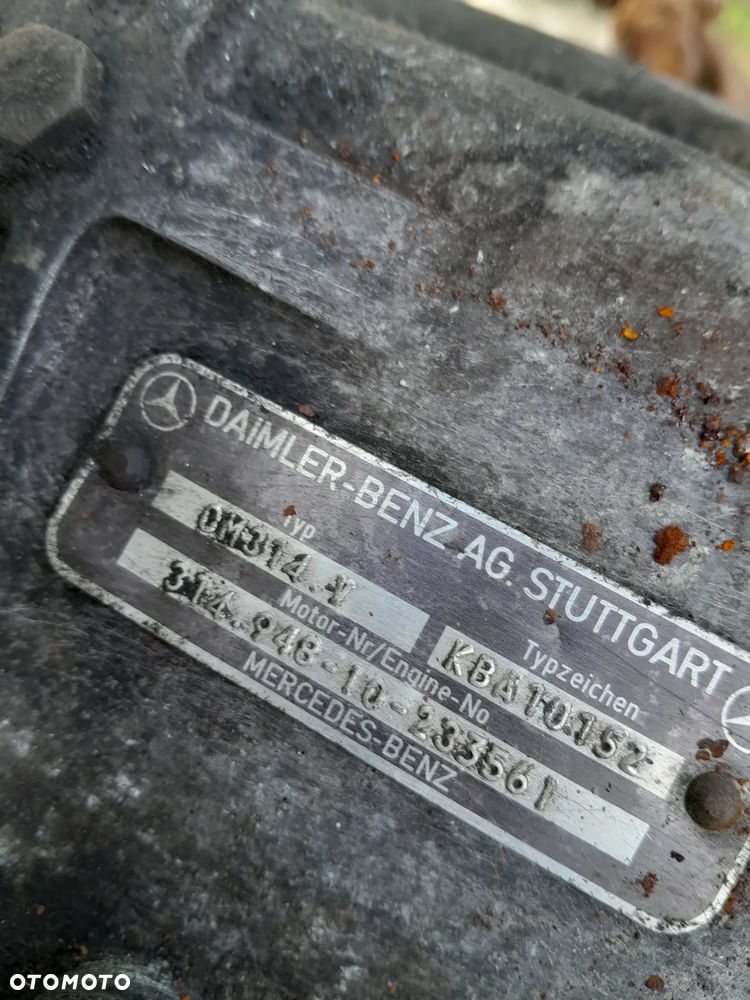 DAiMLER-BENZ AG. STUTTGART
Typ
OM314.V
Typzeichen
KBA10152
Motor-Nr/Engine-No
314.948-10-233561
MERCEDES-BENZ
OTOMOTO